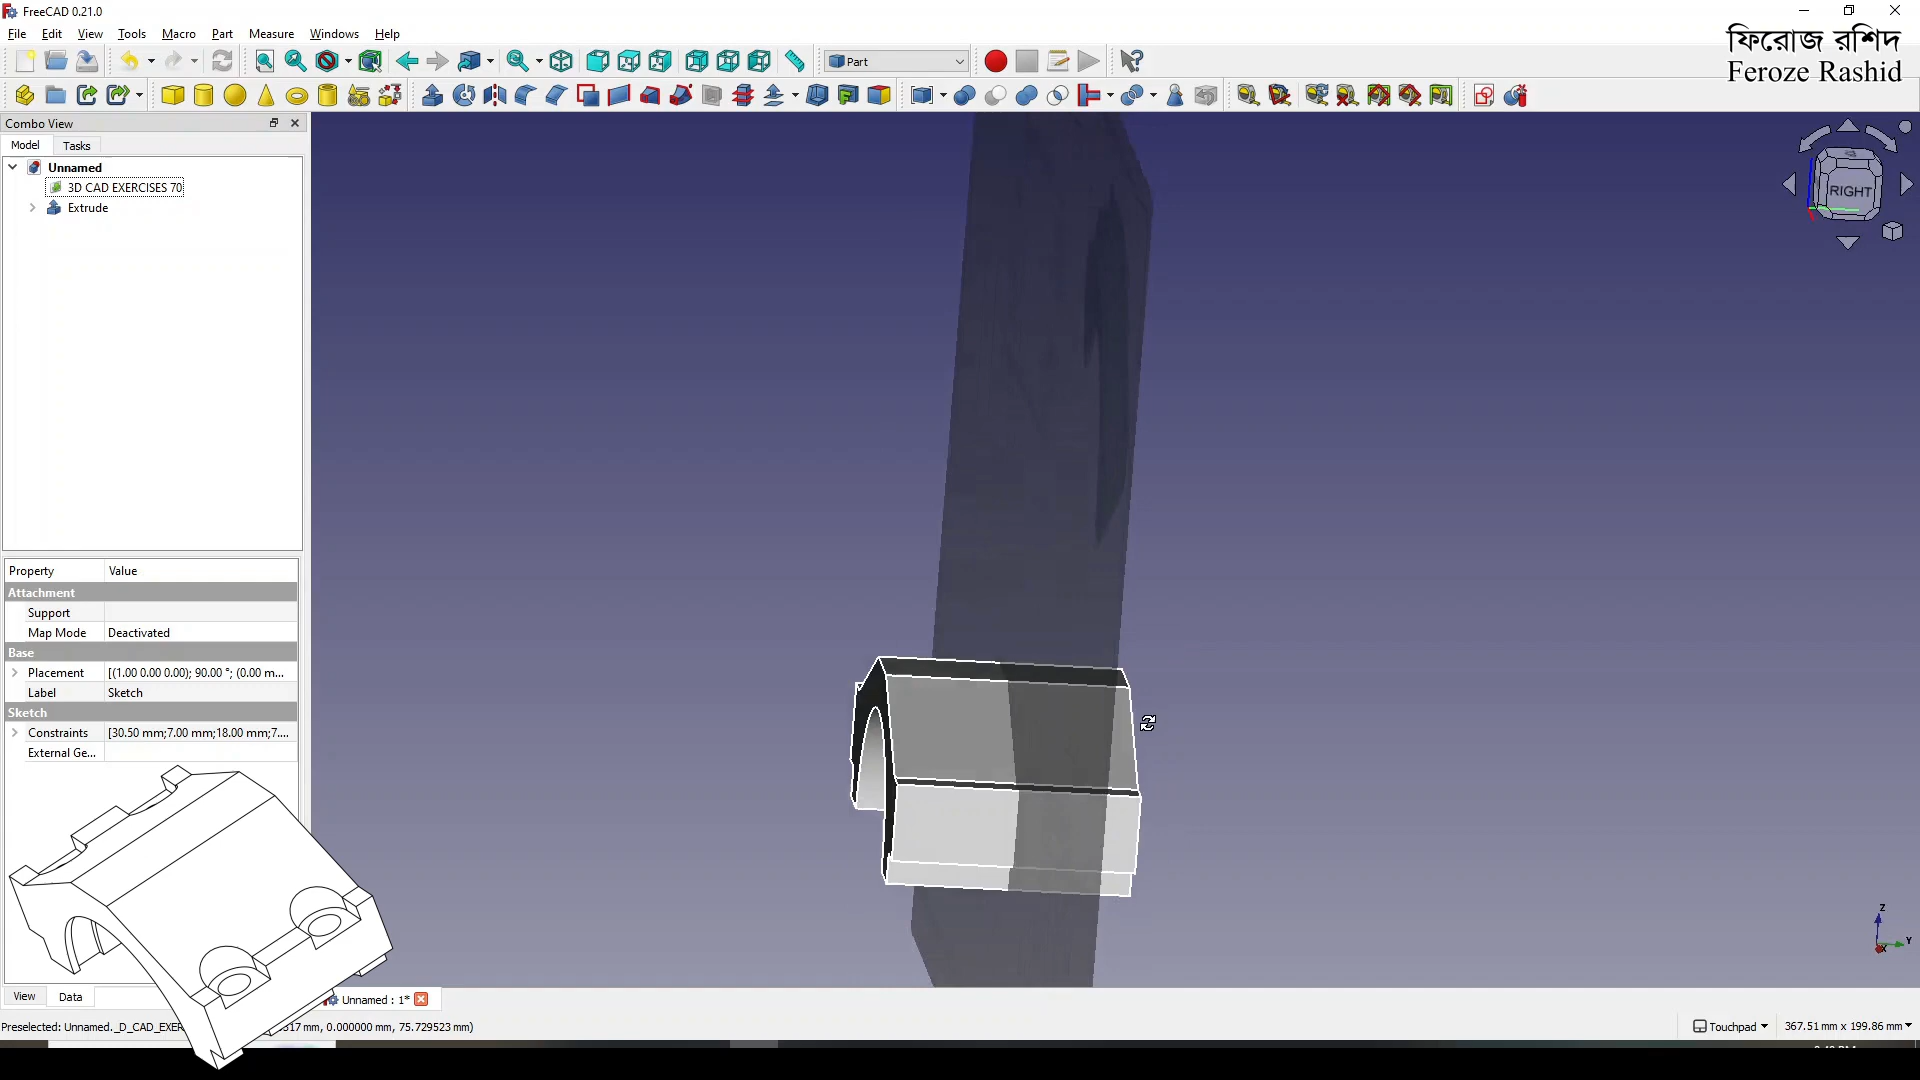 FreeCAD 0.21.0
File Edit View Tools Macro Part Measure Windows Help
ফিরোজ রশিদ
Feroze Rashid
Part
Combo View
Model Tasks
Unnamed
3D CAD EXERCISES 70
Extrude
RIGHT
Property Value
Attachment
Support
Map Mode Deactivated
Base
Placement [(1.00 0.00 0.00); 90.00 °; (0.00 m...
Label Sketch
Sketch
Constraints [30.50 mm;7.00 mm;18.00 mm;7....
External Ge...
Z
Y
X
View Data
Unnamed : 1*
Preselected: Unnamed._D_CAD_EXER 317 mm, 0.000000 mm, 75.729523 mm)
Touchpad 367.51 mm x 199.86 mm